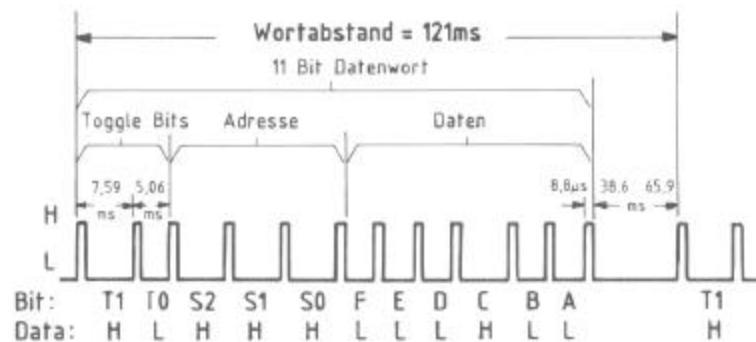 Wortabstand = 121ms
11 Bit Datenwort
Toggle Bits Adresse Daten
7,59 5,06 8,8µs 38.6 65.9
ms ms ms
H
L
Bit: T1 T0 S2 S1 S0 F E D C B A T1
Data: H L H H H L L L H L L H